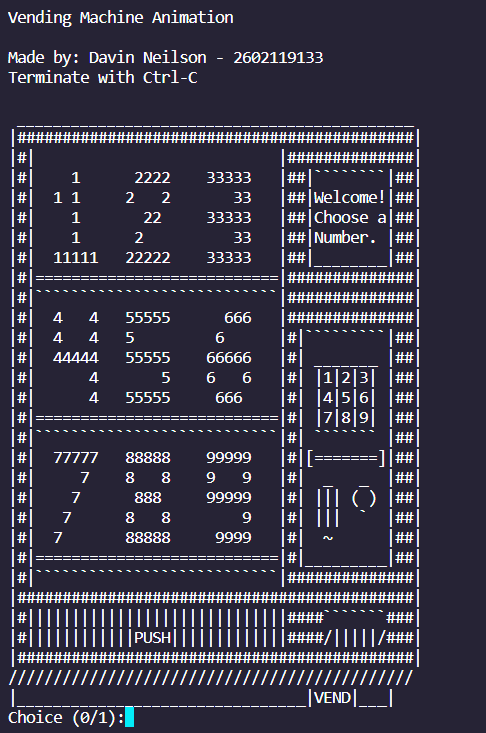 Vending Machine Animation

Made by: Davin Neilson - 2602119133
Terminate with Ctrl-C

 ____________________________________________
|############################################|
|#|                           |##############|
|#|    1      2222    33333   |##|````````|##|
|#|  1 1     2   2       33   |##|Welcome!|##|
|#|    1       22     33333   |##|Choose a|##|
|#|    1      2          33   |##|Number. |##|
|#|  11111   22222    33333   |##|________|##|
|#|===========================|##############|
|#|```````````````````````````|##############|
|#|  4   4   55555      666   |##############|
|#|  4   4   5         6      |#|`````````|##|
|#|  44444   55555    66666   |#| _______ |##|
|#|      4       5    6   6   |#| |1|2|3| |##|
|#|      4   55555     666    |#| |4|5|6| |##|
|#|===========================|#| |7|8|9| |##|
|#|```````````````````````````|#| ``````` |##|
|#|  77777   88888    99999   |#|[=======]|##|
|#|     7    8   8    9   9   |#|  _   _  |##|
|#|    7      888     99999   |#| ||| ( ) |##|
|#|   7      8   8        9   |#| |||  `  |##|
|#|  7       88888     9999   |#|  ~      |##|
|#|===========================|#|_________|##|
|#|```````````````````````````|##############|
|############################################|
|#|||||||||||||||||||||||||||||####```````###|
|#||||||||||||PUSH|||||||||||||####/|||||/###|
|############################################|
/////////////////////////////////////////////
|________________________________|VEND|___|
Choice (0/1):